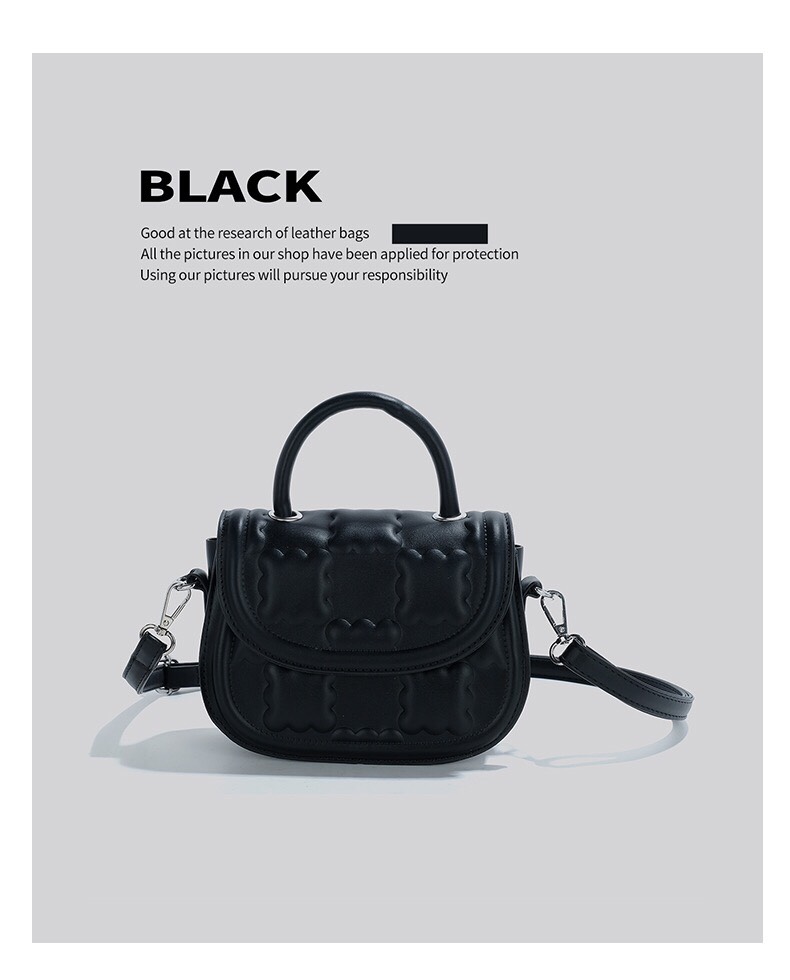 BLACK
Good at the research of leather bags
All the pictures in our shop have been applied for protection
Using our pictures will pursue your responsibility